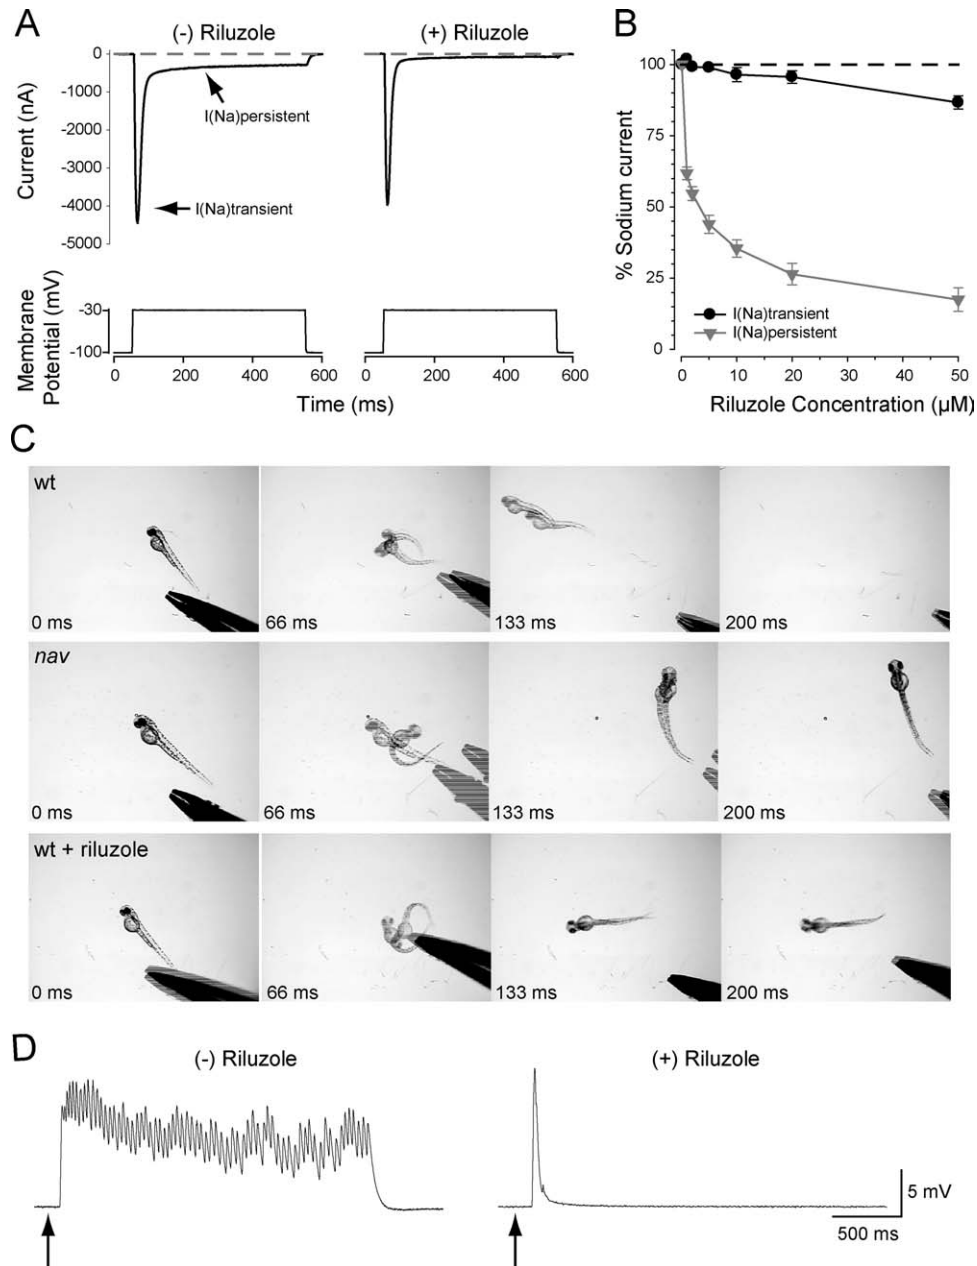 A
(-) Riluzole
(+) Riluzole
Current (nA)
0
-1000
-2000
-3000
-4000
-5000
I(Na)persistent
I(Na)transient
Membrane
Potential (mV)
-30
-100
0 200 400 600
0 200 400 600
Time (ms)
B
% Sodium current
100
75
50
25
0
I(Na)transient
I(Na)persistent
0 10 20 30 40 50
Riluzole Concentration (µM)
C
wt
0 ms 66 ms 133 ms 200 ms
nav
0 ms 66 ms 133 ms 200 ms
wt + riluzole
0 ms 66 ms 133 ms 200 ms
D
(-) Riluzole
(+) Riluzole
5 mV
500 ms